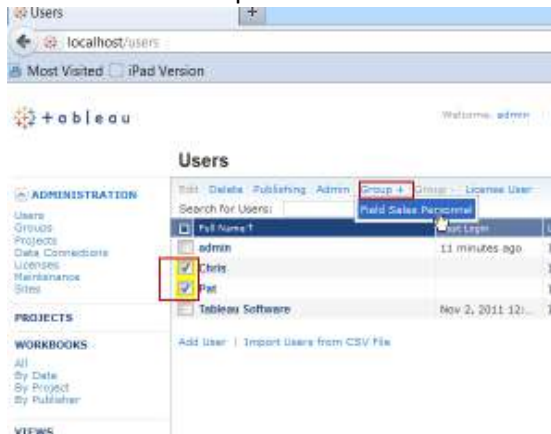 Users
localhost/users
Most Visited iPad Version
+ableau
Welcome, admin
Users
Edit Delete Publishing Admin Group + Group - License User
Search for Users:
Field Sales Personnel
Full Name↑ Last Login
admin 11 minutes ago
Chris
Pat
Tableau Software Nov 2, 2011 12:...
Add User | Import Users from CSV File
ADMINISTRATION
Users
Groups
Projects
Data Connections
Licenses
Maintenance
Sites
PROJECTS
WORKBOOKS
All
By Date
By Project
By Publisher
VIEWS